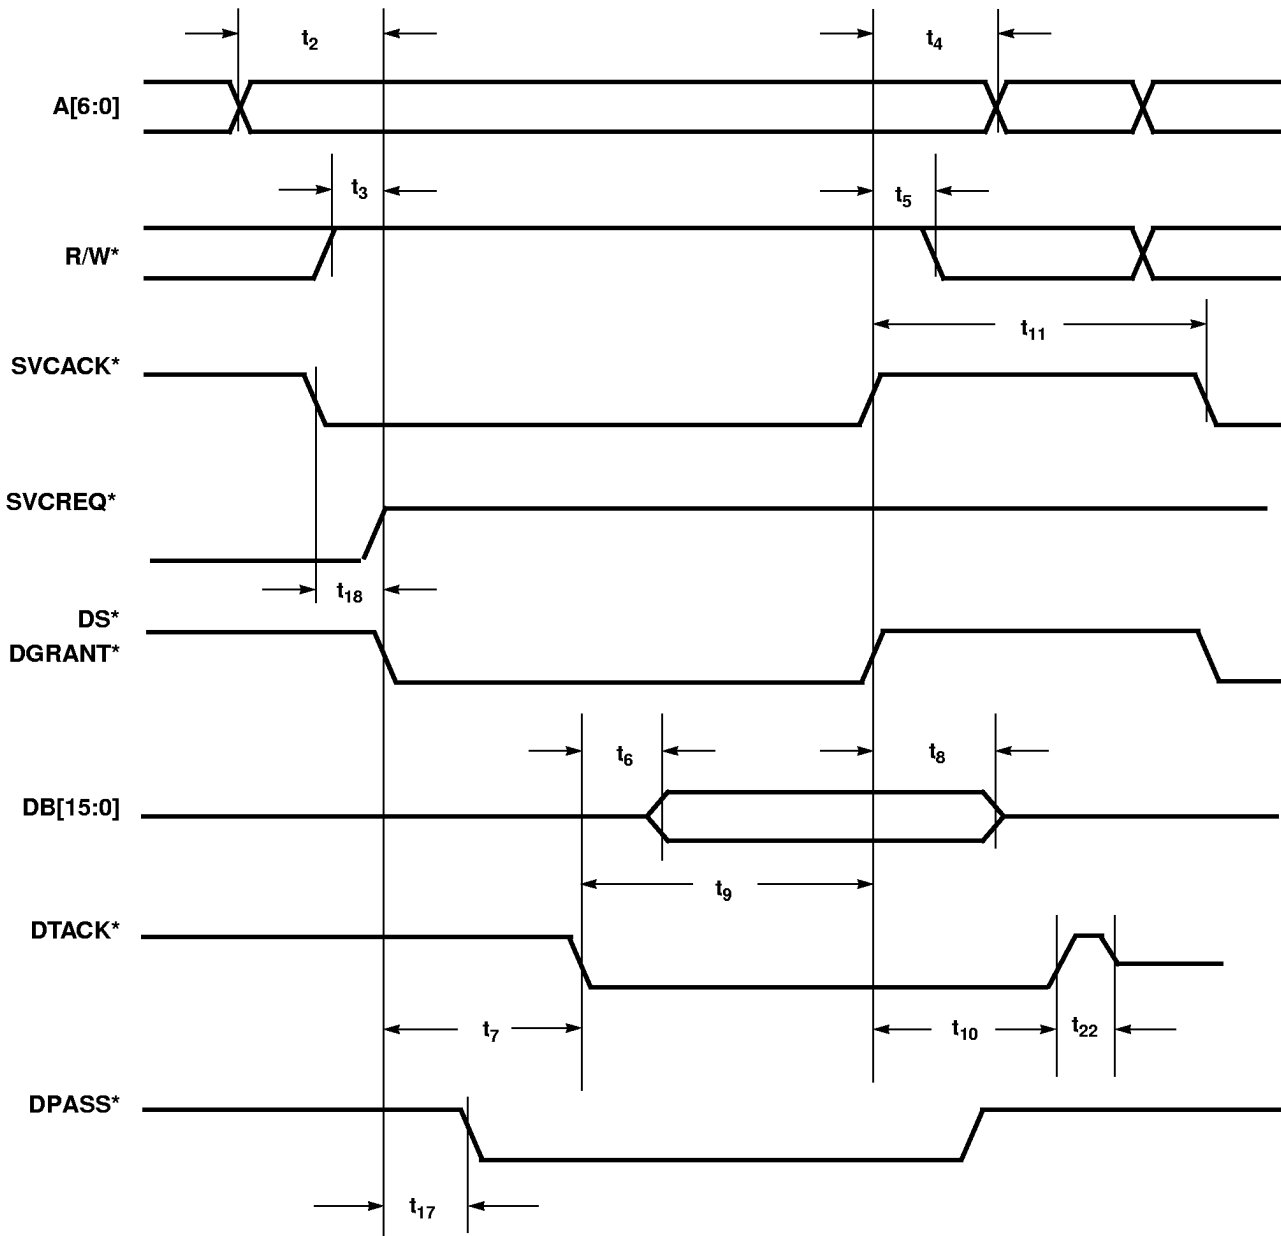 t2 t4
A[6:0]
t3 t5
R/W*
t11
SVCACK*
SVCREQ*
t18
DS*
DGRANT*
t6 t8
DB[15:0]
t9
DTACK*
t7 t10 t22
DPASS*
t17